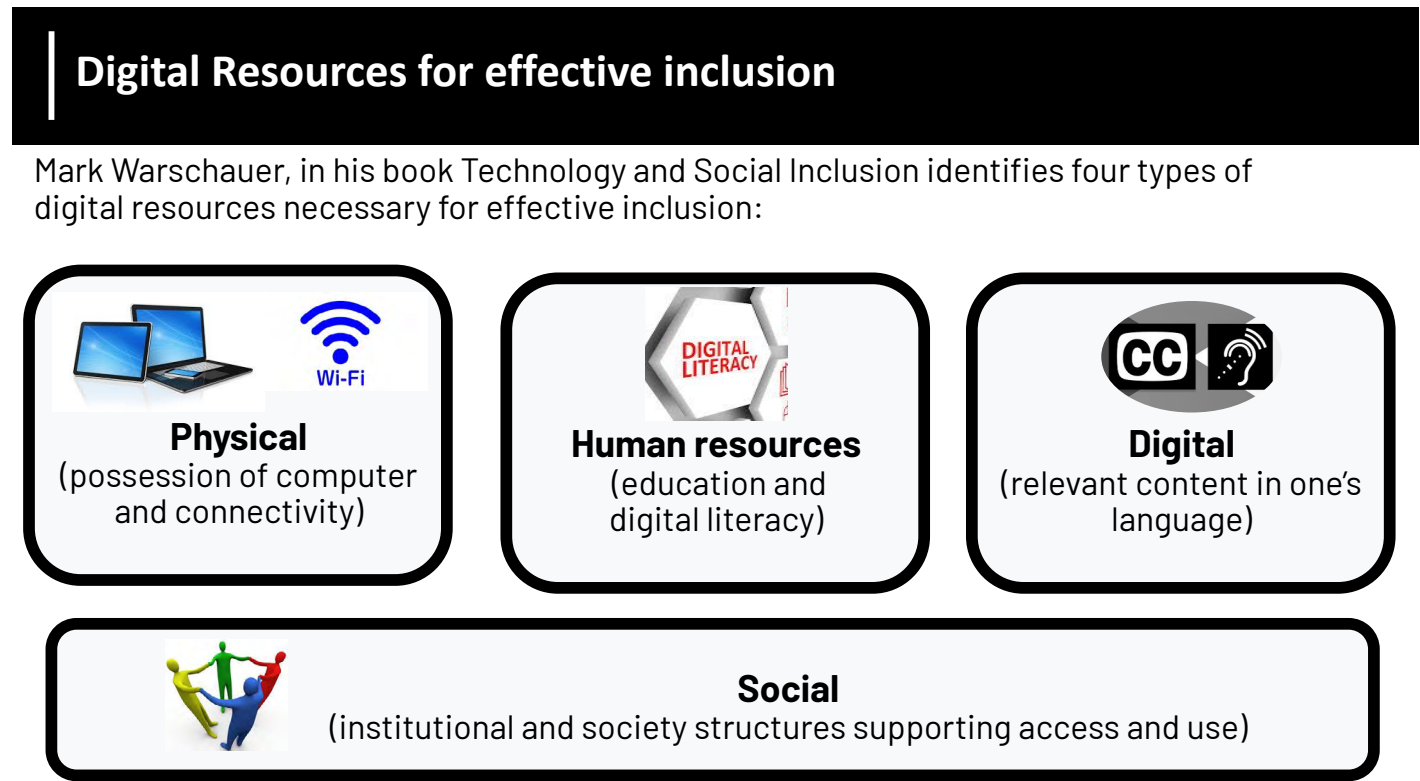 Digital Resources for effective inclusion
Mark Warschauer, in his book Technology and Social Inclusion identifies four types of
digital resources necessary for effective inclusion:
Wi-Fi
Physical
(possession of computer
and connectivity)
DIGITAL
LITERACY
Human resources
(education and
digital literacy)
CC
Digital
(relevant content in one's
language)
Social
(institutional and society structures supporting access and use)